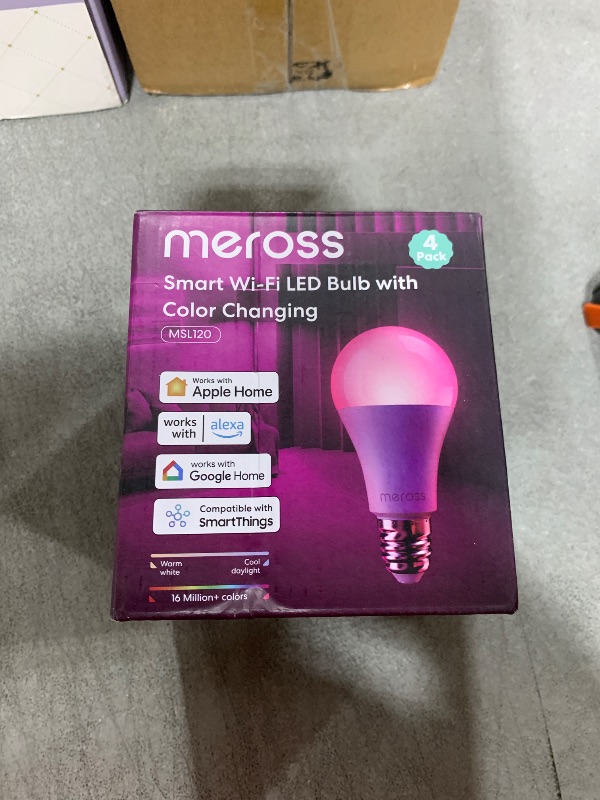 meross
4
Pack
Smart Wi-Fi LED Bulb with
Color Changing
MSL120
Works with
Apple Home
works
with
alexa
works with
Google Home
Compatible with
SmartThings
meross
Warm
white
Cool
daylight
16 Million+ colors